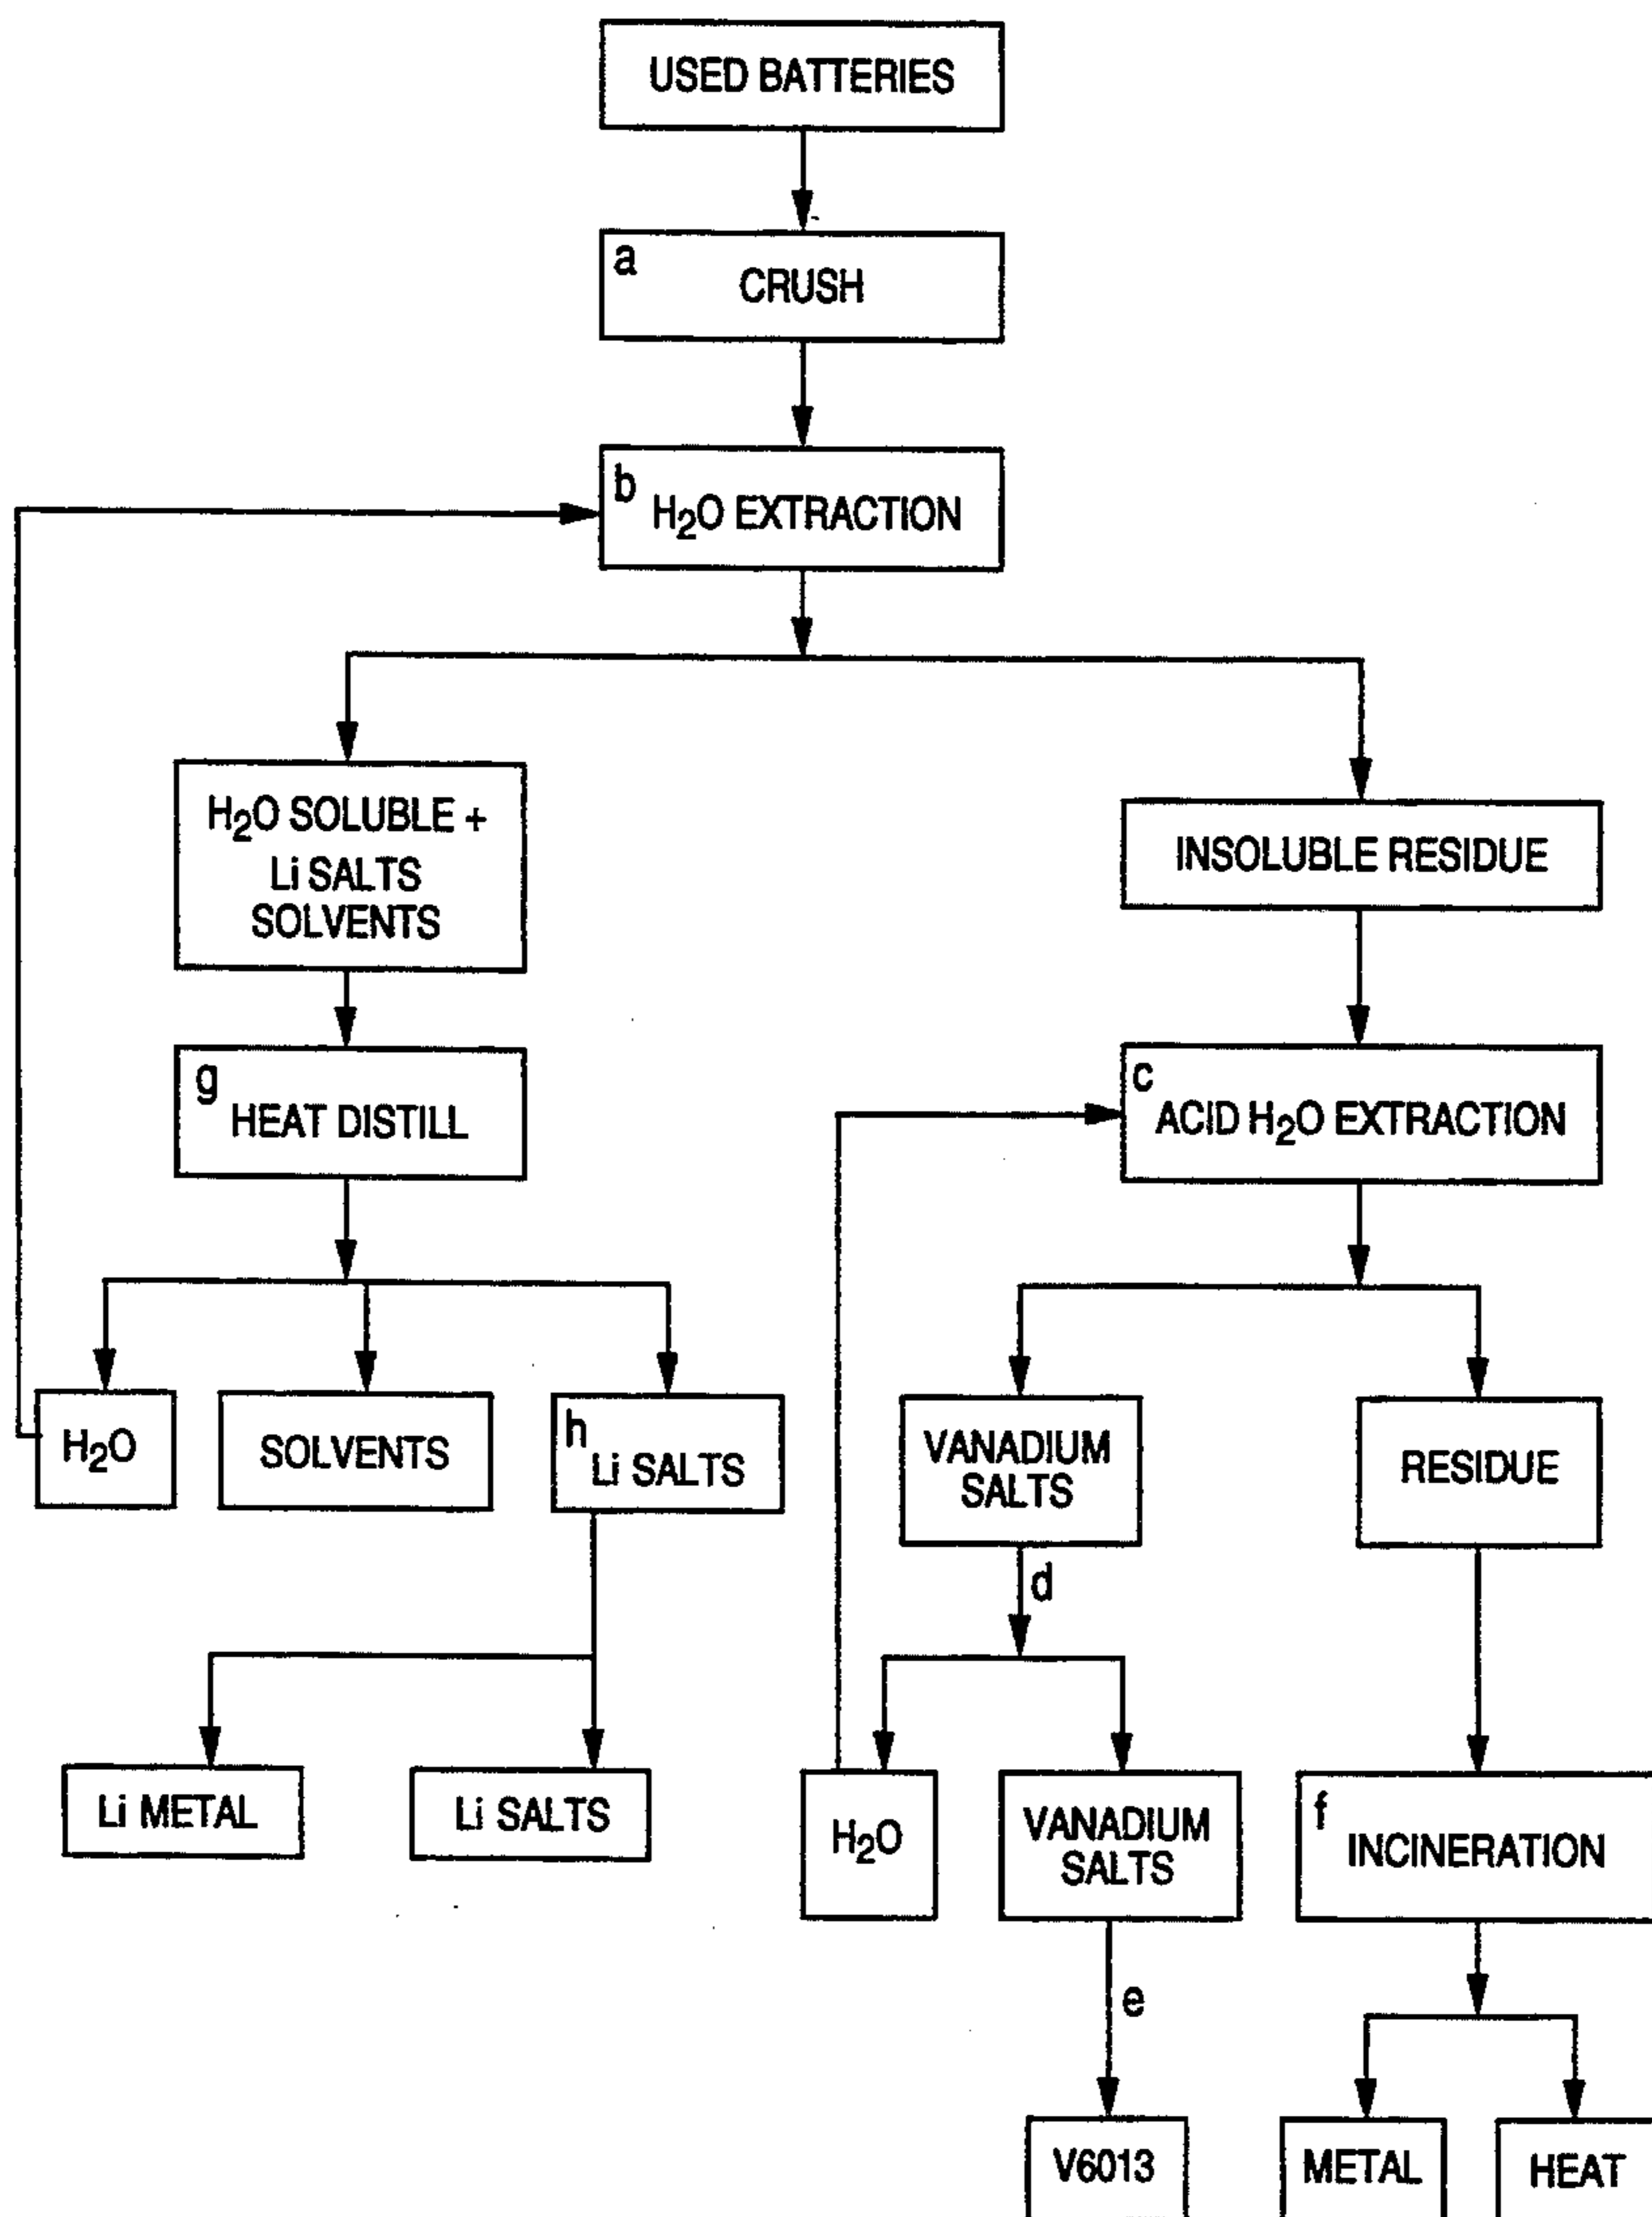 USED BATTERIES
a
CRUSH
b
H₂O EXTRACTION
H₂O SOLUBLE +
Li SALTS
SOLVENTS
INSOLUBLE RESIDUE
g
HEAT DISTILL
c
ACID H₂O EXTRACTION
H₂O
SOLVENTS
h
Li SALTS
VANADIUM
SALTS
RESIDUE
d
Li METAL
Li SALTS
H₂O
VANADIUM
SALTS
f
INCINERATION
e
V6013
METAL
HEAT